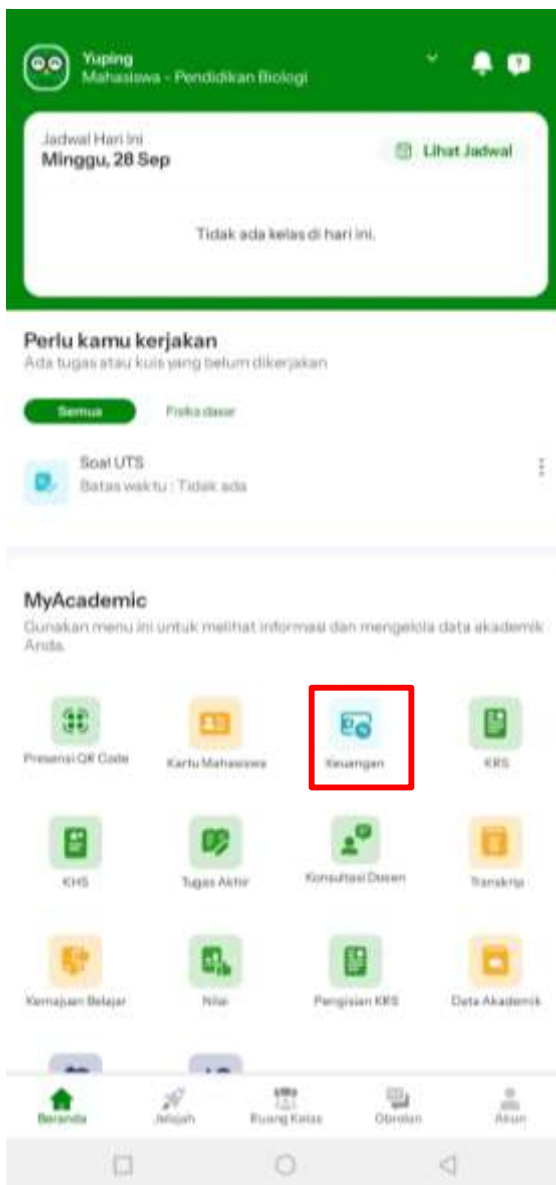 Yuping
Mahasiswa - Pendidikan Biologi
Jadwal Hari Ini
Minggu, 28 Sep
Lihat Jadwal
Tidak ada kelas di hari ini.
Perlu kamu kerjakan
Ada tugas atau kuis yang belum dikerjakan
Semua
Fisika dasar
Soal UTS
Batas waktu : Tidak ada
MyAcademic
Gunakan menu ini untuk melihat informasi dan mengelola data akademik
Anda.
Presensi QR Code
Kartu Mahasiswa
Keuangan
KRS
KHS
Tugas Akhir
Konsultasi Dosen
Transkrip
Kemajuan Belajar
Nilai
Pengisian KRS
Data Akademik
Beranda
Jelajah
Ruang Kelas
Obrolan
Akun